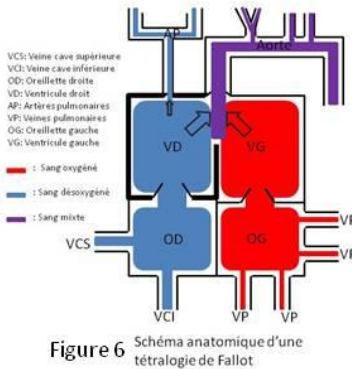 AP
Aorte
VCS: Veine cave supérieure
VCI: Veine cave inférieure
OD: Oreillette droite
VD: Ventricule droit
AP: Artères pulmonaires
VP: Veines pulmonaires
OG: Oreillette gauche
VG: Ventricule gauche
: Sang oxygéné
: Sang désoxygéné
: Sang mixte
VD
VG
VCS
OD
OG
VP
VP
VCI
VP
VP
Figure 6 Schéma anatomique d'une
tétralogie de Fallot